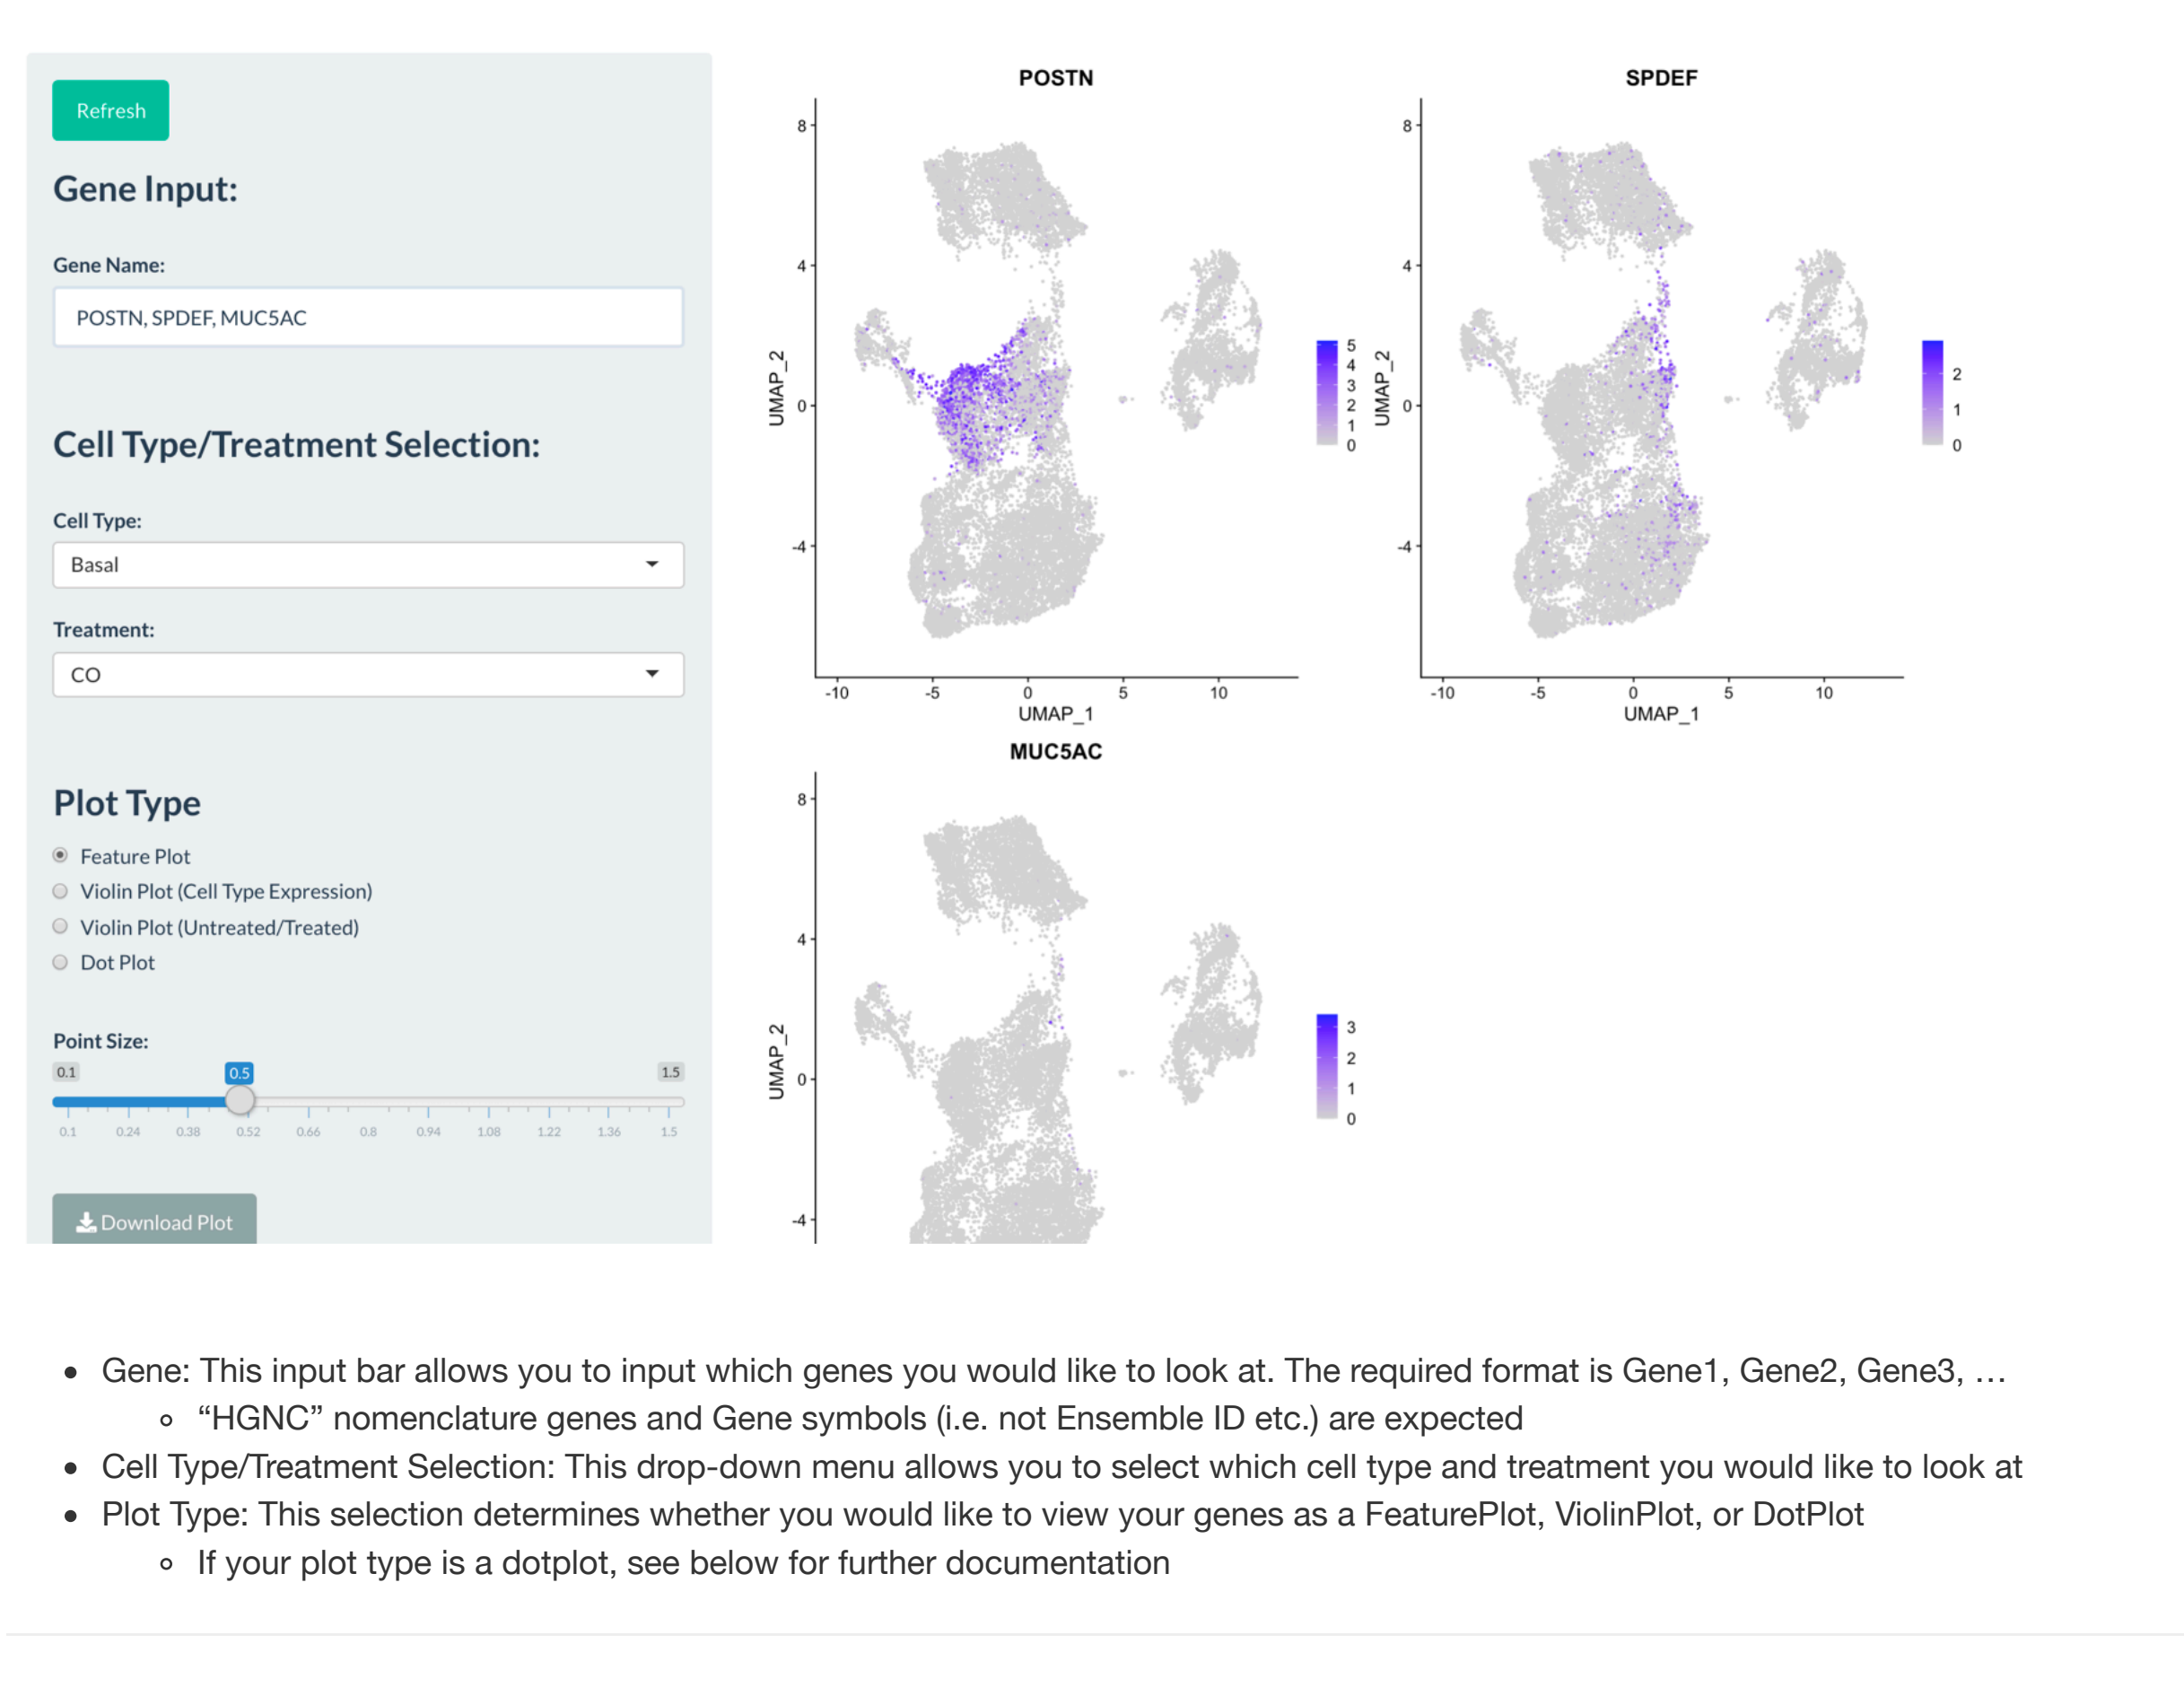 Refresh
Gene Input:
Gene Name:
POSTN, SPDEF, MUC5AC
Cell Type/Treatment Selection:
Cell Type:
Basal
Treatment:
CO
Plot Type
Feature Plot
Violin Plot (Cell Type Expression)
Violin Plot (Untreated/Treated)
Dot Plot
Point Size:
0.1 0.5 1.5
0.1 0.24 0.38 0.52 0.66 0.8 0.94 1.08 1.22 1.36 1.5
Download Plot
POSTN
8
4
0
-4
UMAP_2
-10 -5 0 5 10
UMAP_1
5
4
3
2
1
0
SPDEF
8
4
0
-4
UMAP_2
-10 -5 0 5 10
UMAP_1
2
1
0
MUC5AC
8
4
0
-4
UMAP_2
3
2
1
0
• Gene: This input bar allows you to input which genes you would like to look at. The required format is Gene1, Gene2, Gene3, …
◦ “HGNC” nomenclature genes and Gene symbols (i.e. not Ensemble ID etc.) are expected
• Cell Type/Treatment Selection: This drop-down menu allows you to select which cell type and treatment you would like to look at
• Plot Type: This selection determines whether you would like to view your genes as a FeaturePlot, ViolinPlot, or DotPlot
◦ If your plot type is a dotplot, see below for further documentation